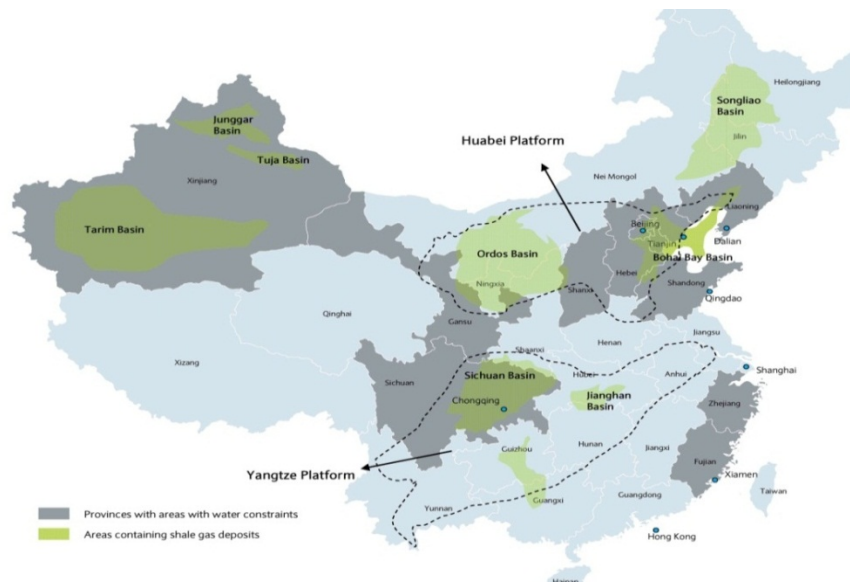 Heilongjiang
Songliao
Basin
Jilin
Junggar
Basin
Huabei Platform
Tuja Basin
Xinjiang
Nei Mongol
Liaoning
Beijing
Tarim Basin
Tianjin
Dalian
Ordos Basin
Bohai Bay Basin
Hebei
Ningxia
Shanxi
Shandong
Qingdao
Qinghai
Gansu
Jiangsu
Henan
Shaanxi
Xizang
Sichuan Basin
Hubei
Anhui
Shanghai
Sichuan
Chongqing
Jianghan
Basin
Zhejiang
Guizhou
Hunan
Jiangxi
Yangtze Platform
Fujian
Xiamen
Taiwan
Yunnan
Guangxi
Guangdong
Hong Kong
Provinces with areas with water constraints
Areas containing shale gas deposits